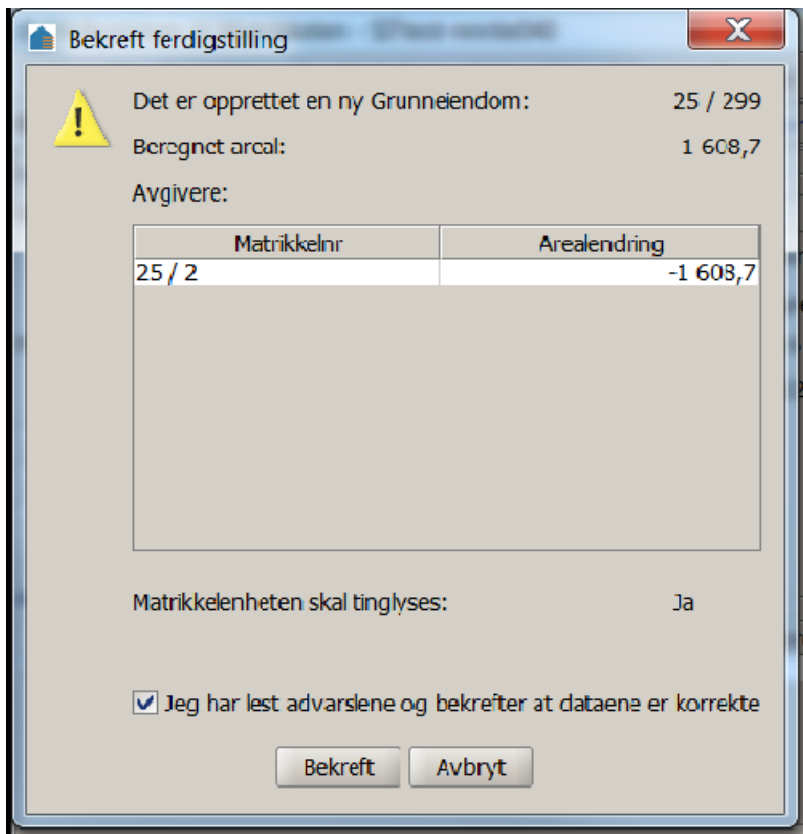 Bekreft ferdigstilling
Det er opprettet en ny Grunneiendom: 25 / 299
Beregnet areal: 1 608,7
Avgivere:
Matrikkelnr Arealendring
25 / 2 -1 608,7
Matrikkelenheten skal tinglyses: Ja
Jeg har lest advarslene og bekrefter at dataene er korrekte
Bekreft Avbryt